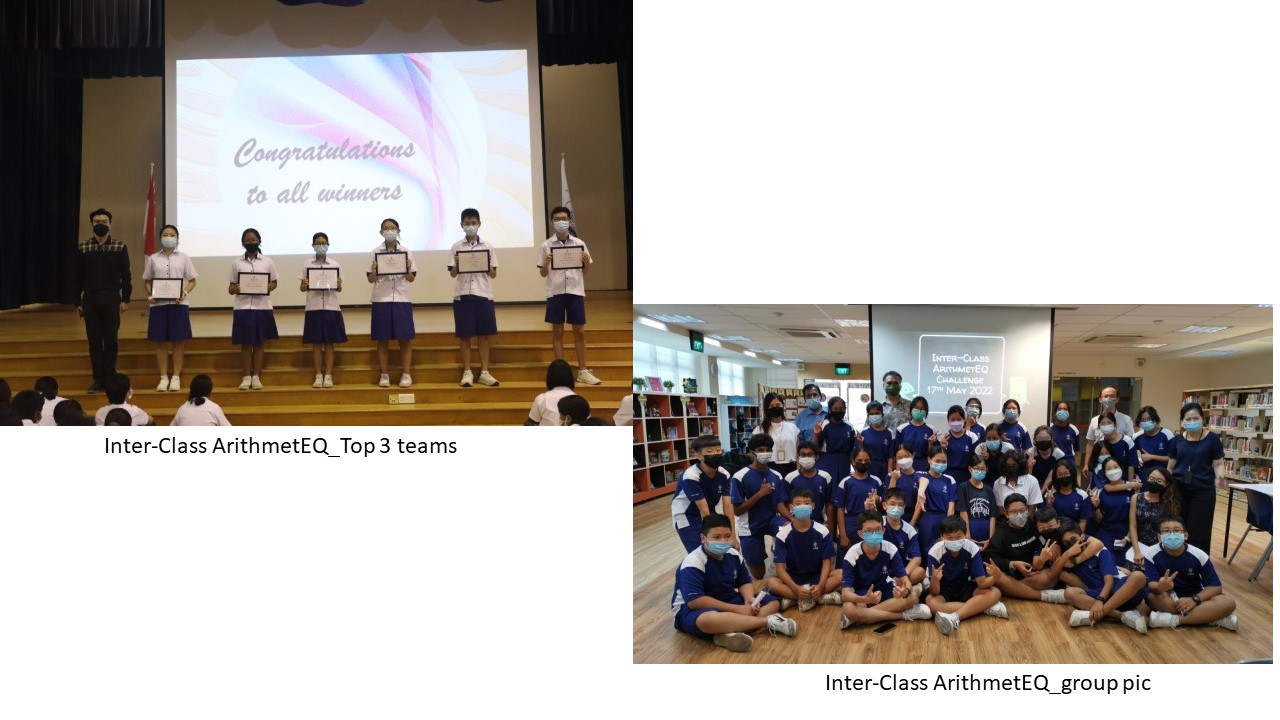 Congratulations
to all winners
Inter-Class ArithmetEQ_Top 3 teams
Inter-Class
ArithmetEQ
Challenge
17th May 2022
Inter-Class ArithmetEQ_group pic